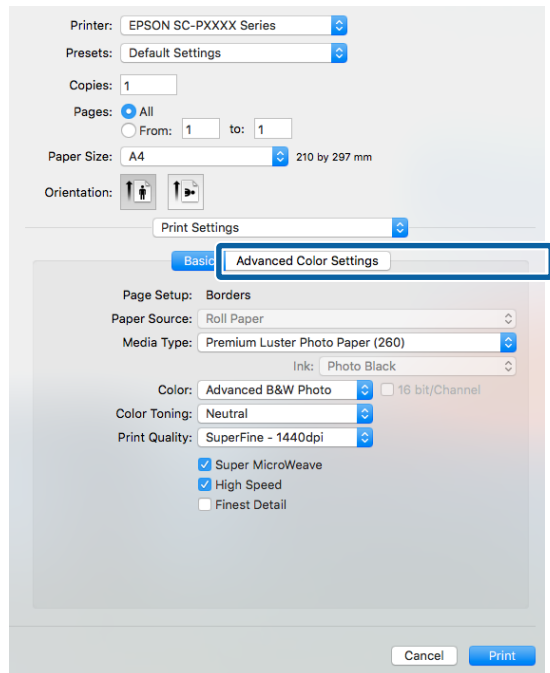 Printer: EPSON SC-PXXXX Series
Presets: Default Settings
Copies: 1
Pages: All
From: 1 to: 1
Paper Size: A4 210 by 297 mm
Orientation:
Print Settings
Basic Advanced Color Settings
Page Setup: Borders
Paper Source: Roll Paper
Media Type: Premium Luster Photo Paper (260)
Ink: Photo Black
Color: Advanced B&W Photo 16 bit/Channel
Color Toning: Neutral
Print Quality: SuperFine - 1440dpi
Super MicroWeave
High Speed
Finest Detail
Cancel Print